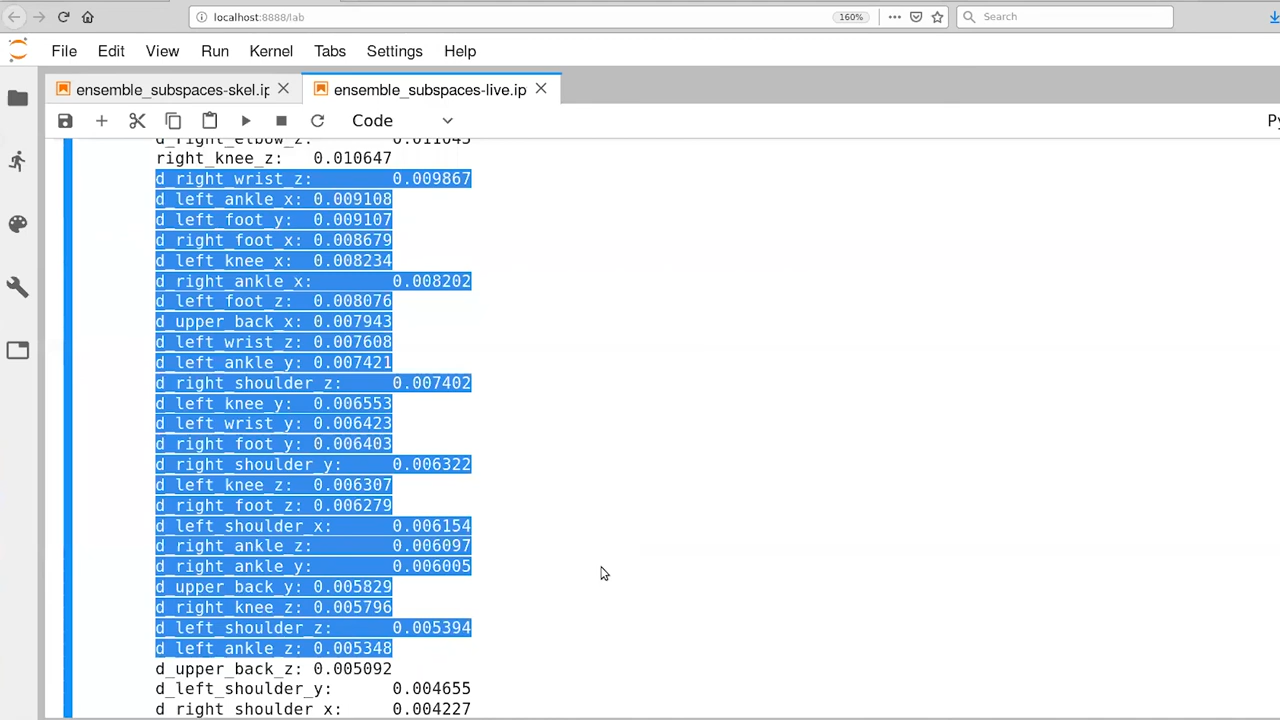 localhost:8888/lab
160%
Search
File Edit View Run Kernel Tabs Settings Help
ensemble_subspaces-skel.ip
ensemble_subspaces-live.ip
Code
Py
d_right_elbow_z: 0.011045
right_knee_z: 0.010647
d_right_wrist_z: 0.009867
d_left_ankle_x: 0.009108
d_left_foot_y: 0.009107
d_right_foot_x: 0.008679
d_left_knee_x: 0.008234
d_right_ankle_x: 0.008202
d_left_foot_z: 0.008076
d_upper_back_x: 0.007943
d_left_wrist_z: 0.007608
d_left_ankle_y: 0.007421
d_right_shoulder_z: 0.007402
d_left_knee_y: 0.006553
d_left_wrist_y: 0.006423
d_right_foot_y: 0.006403
d_right_shoulder_y: 0.006322
d_left_knee_z: 0.006307
d_right_foot_z: 0.006279
d_left_shoulder_x: 0.006154
d_right_ankle_z: 0.006097
d_right_ankle_y: 0.006005
d_upper_back_y: 0.005829
d_right_knee_z: 0.005796
d_left_shoulder_z: 0.005394
d_left_ankle_z: 0.005348
d_upper_back_z: 0.005092
d_left_shoulder_y: 0.004655
d_right_shoulder_x: 0.004227